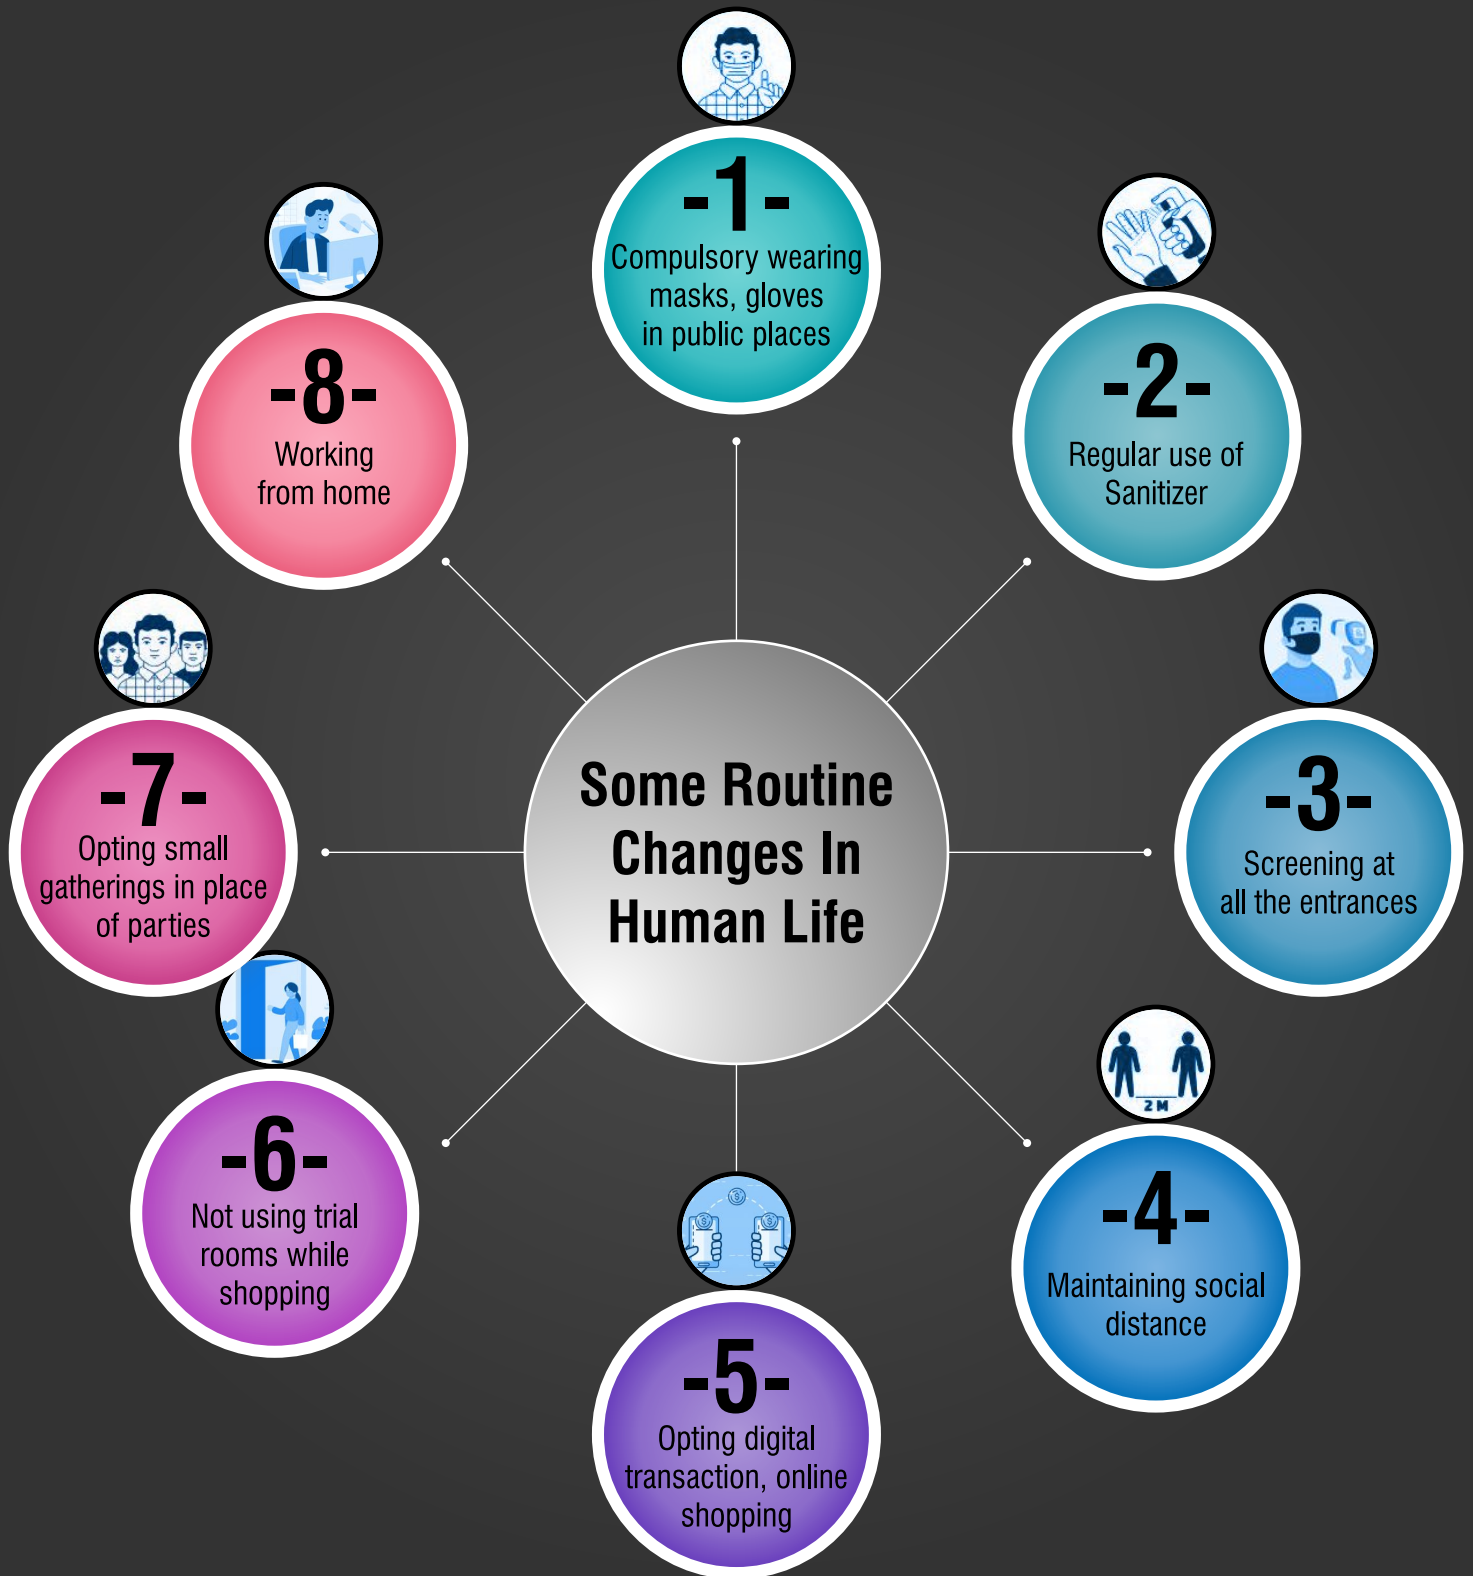 -1-
Compulsory wearing
masks, gloves
in public places
-2-
Regular use of
Sanitizer
-3-
Screening at
all the entrances
2 M
-4-
Maintaining social
distance
-5-
Opting digital
transaction, online
shopping
-6-
Not using trial
rooms while
shopping
-7-
Opting small
gatherings in place
of parties
-8-
Working
from home
Some Routine
Changes In
Human Life